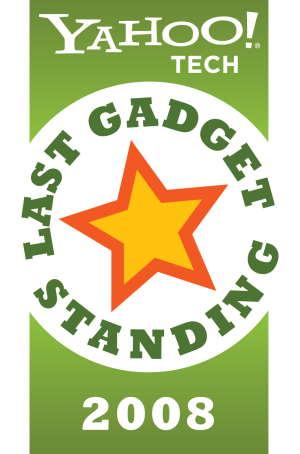 YAHOO!®
TECH
LAST GADGET
STANDING
2008